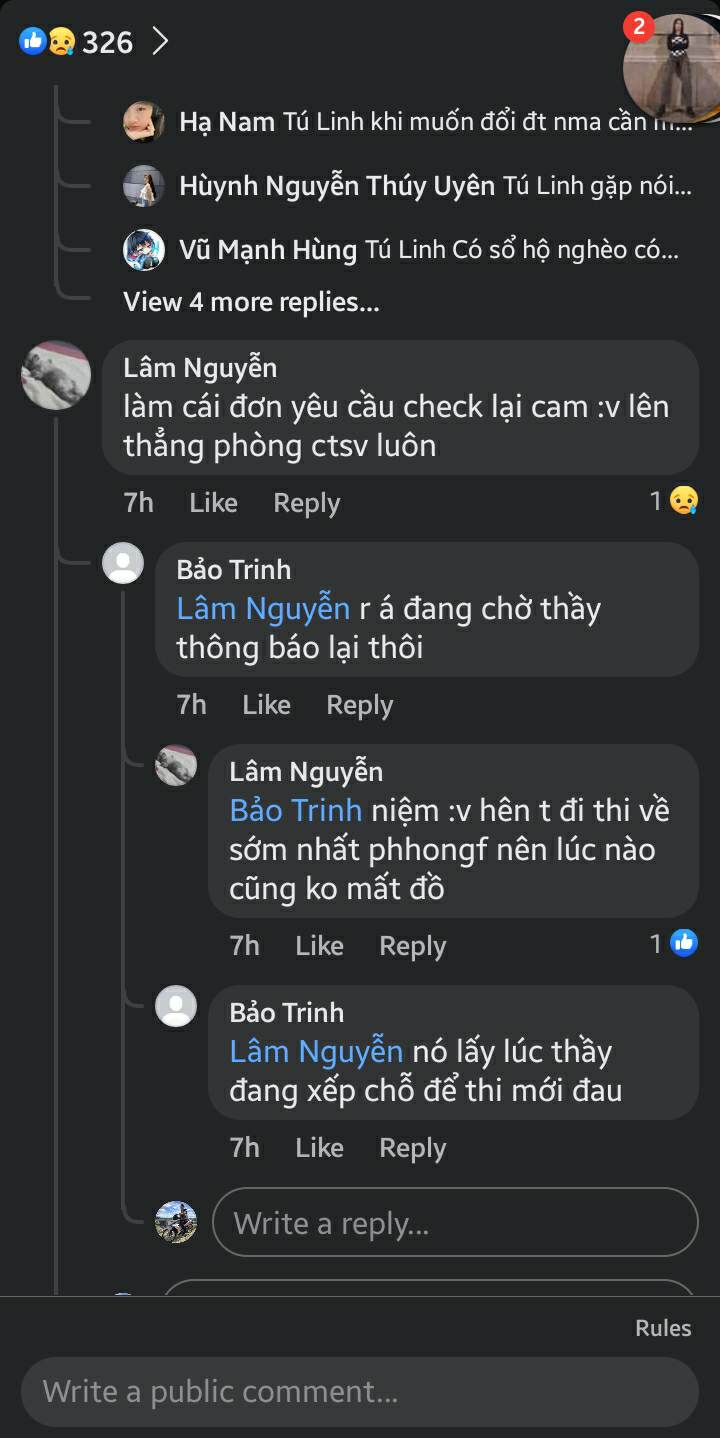 326
2
Hạ Nam Tú Linh khi muốn đổi đt nma cần m...
Hùynh Nguyễn Thúy Uyên Tú Linh gặp nói...
Vũ Mạnh Hùng Tú Linh Có sổ hộ nghèo có...
View 4 more replies...
Lâm Nguyễn
làm cái đơn yêu cầu check lại cam :v lên
thẳng phòng ctsv luôn
7h Like Reply 1
Bảo Trinh
Lâm Nguyễn r á đang chờ thầy
thông báo lại thôi
7h Like Reply
Lâm Nguyễn
Bảo Trinh niệm :v hên t đi thi về
sớm nhất phhongf nên lúc nào
cũng ko mất đồ
7h Like Reply 1
Bảo Trinh
Lâm Nguyễn nó lấy lúc thầy
đang xếp chỗ để thi mới đau
7h Like Reply
Write a reply...
Rules
Write a public comment...